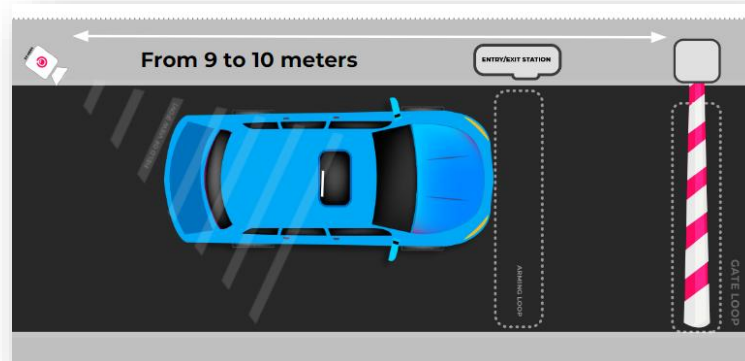 From 9 to 10 meters
ENTRY/EXIT STATION
ARMING LOOP
GATE LOOP